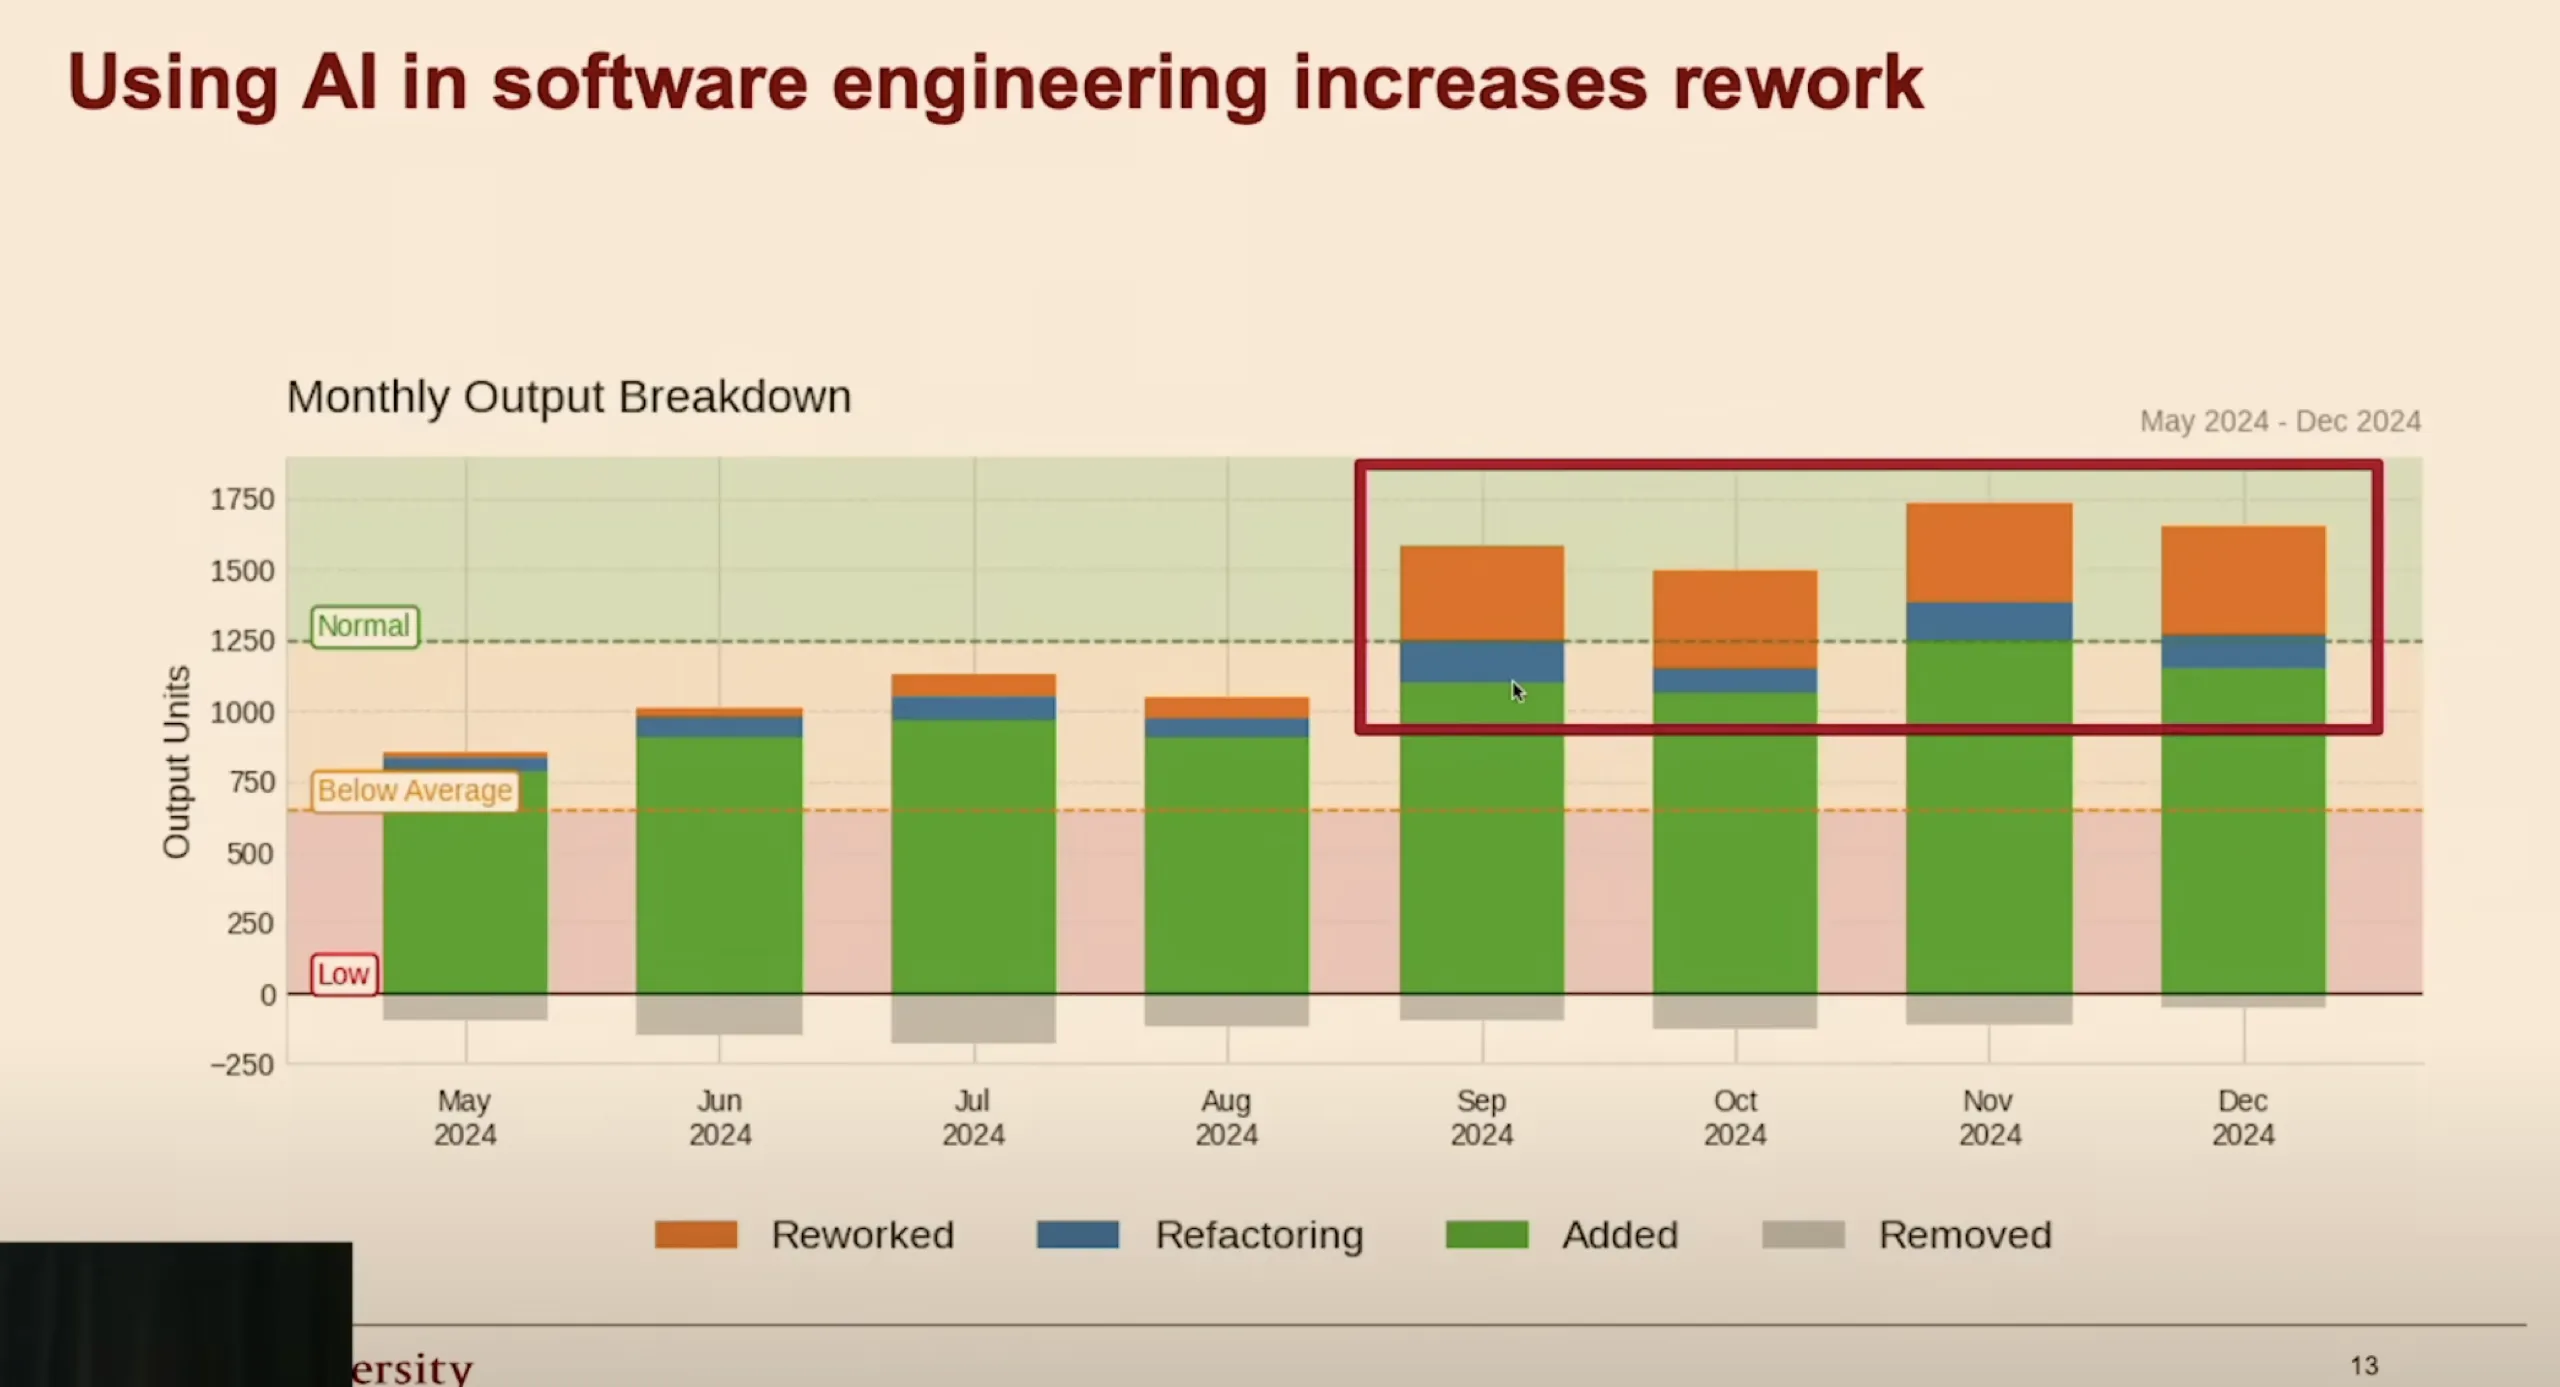 Using AI in software engineering increases rework
Monthly Output Breakdown
May 2024 - Dec 2024
Output Units
1750
1500
1250
1000
750
500
250
0
−250
Normal
Below Average
Low
May
2024
Jun
2024
Jul
2024
Aug
2024
Sep
2024
Oct
2024
Nov
2024
Dec
2024
Reworked
Refactoring
Added
Removed
ersity
13